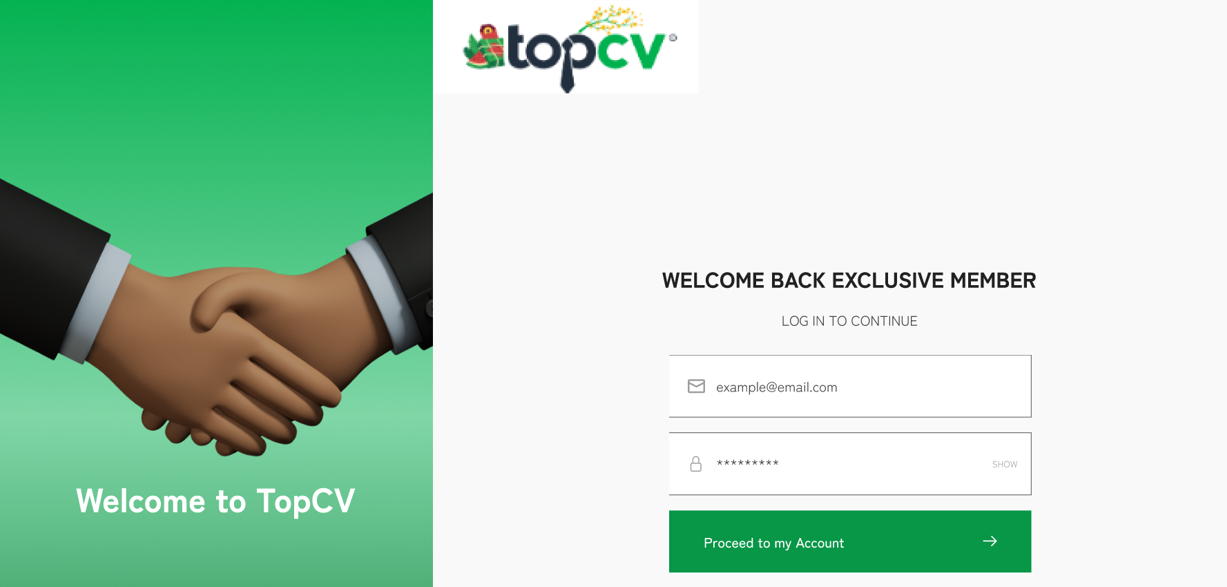 topcv®
WELCOME BACK EXCLUSIVE MEMBER
LOG IN TO CONTINUE
example@email.com
********* SHOW
Proceed to my Account
Welcome to TopCV